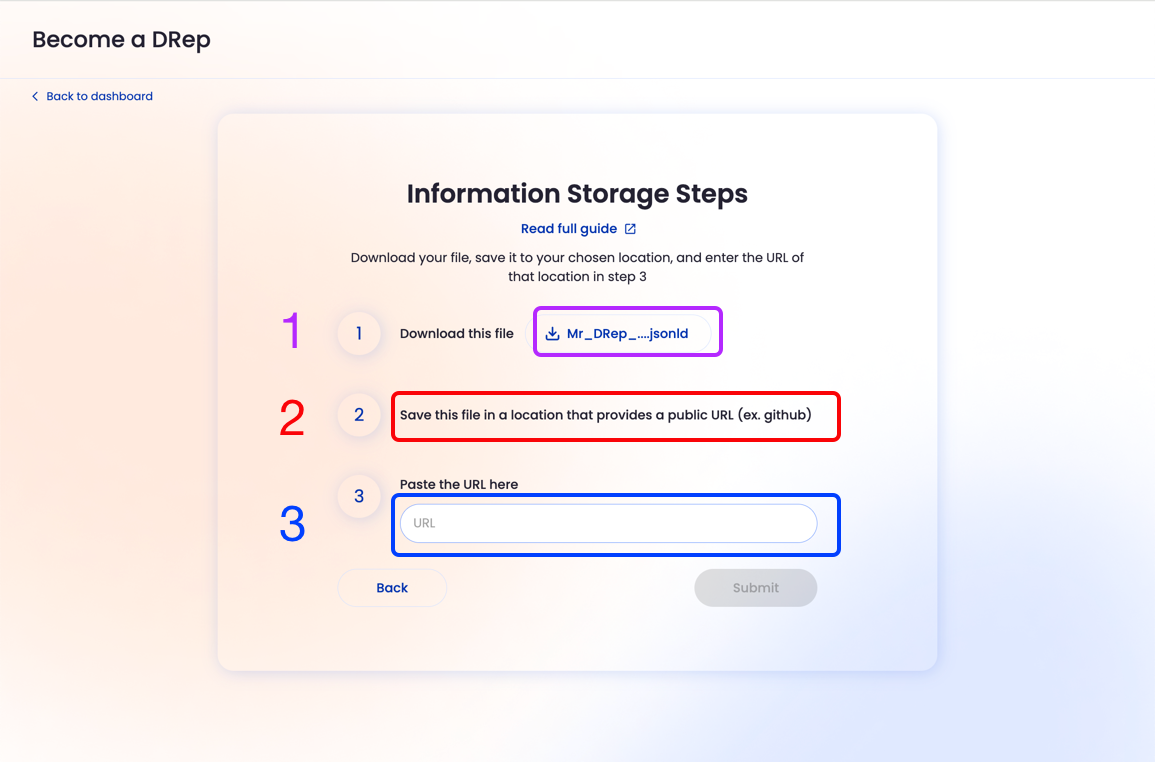 Become a DRep
Back to dashboard
Information Storage Steps
Read full guide
Download your file, save it to your chosen location, and enter the URL of
that location in step 3
1 1 Download this file Mr_DRep_....jsonld
2 2 Save this file in a location that provides a public URL (ex. github)
Paste the URL here
3 3 URL
Back Submit